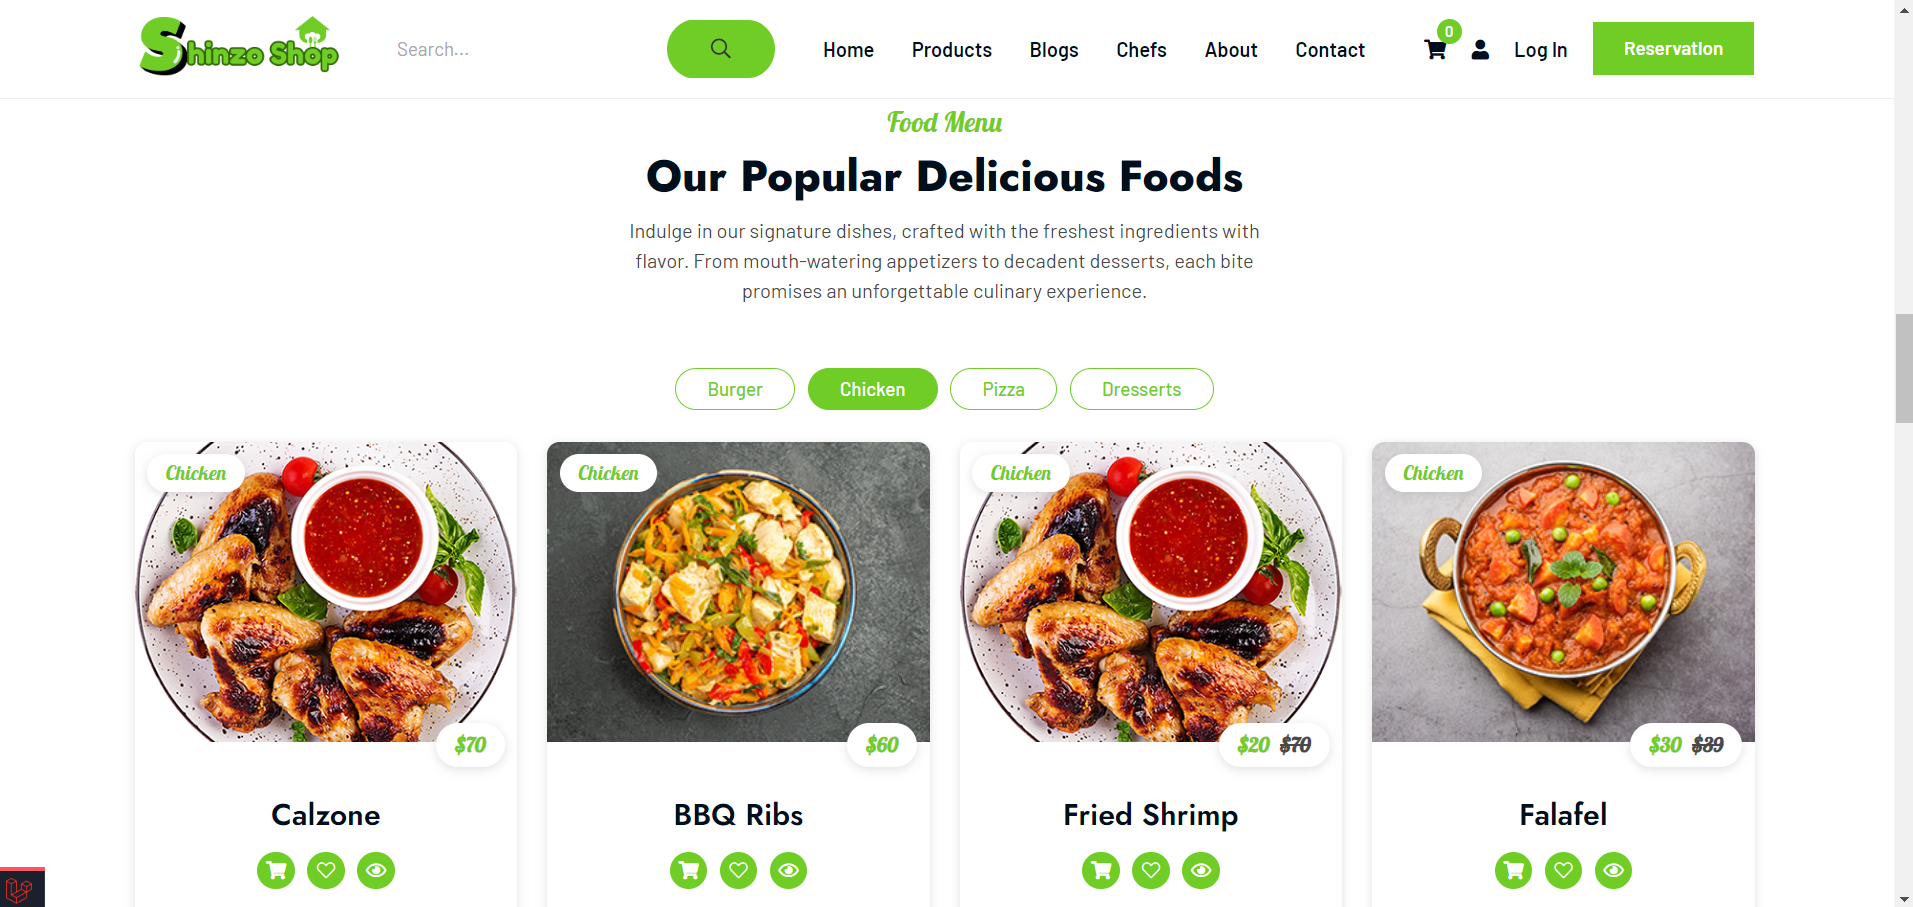 Shinzo Shop
Search...
Home
Products
Blogs
Chefs
About
Contact
0
Log In
Reservation
Food Menu
Our Popular Delicious Foods
Indulge in our signature dishes, crafted with the freshest ingredients with
flavor. From mouth-watering appetizers to decadent desserts, each bite
promises an unforgettable culinary experience.
Burger
Chicken
Pizza
Dresserts
Chicken
Chicken
Chicken
Chicken
$70
$60
$20 $70
$30 $39
Calzone
BBQ Ribs
Fried Shrimp
Falafel